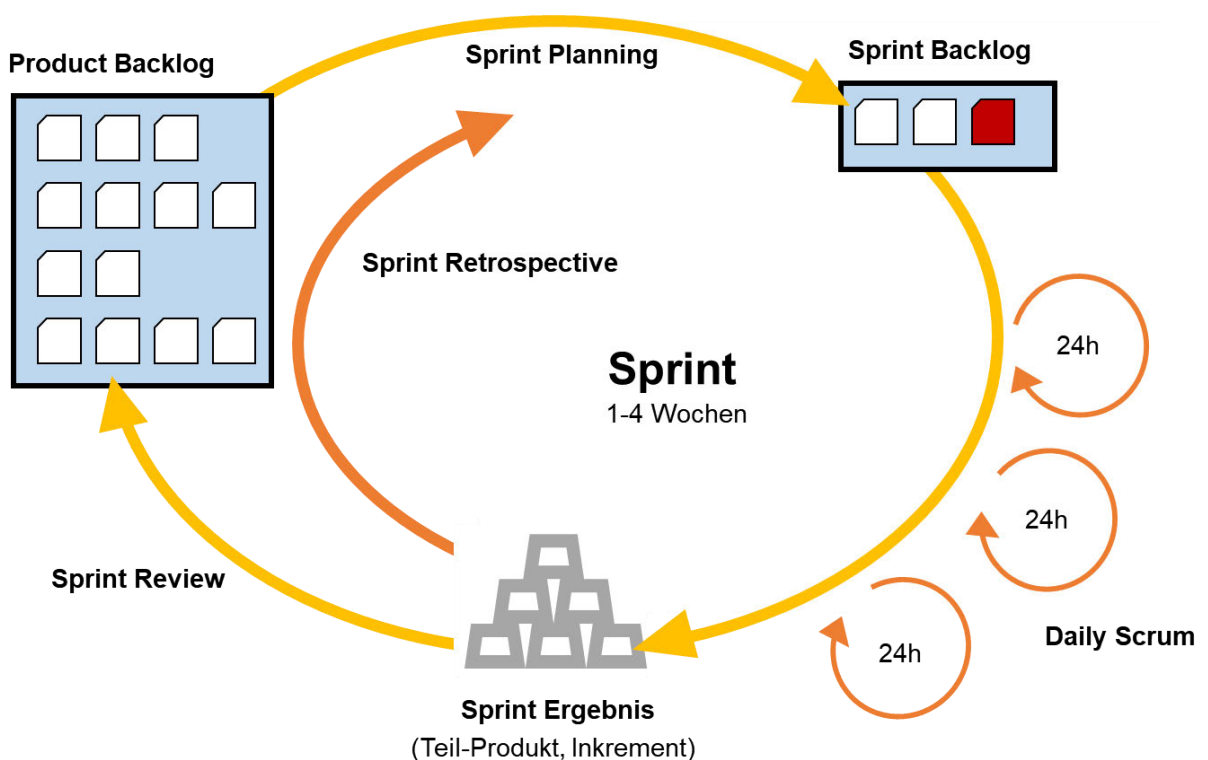 Product Backlog
Sprint Planning
Sprint Backlog
Sprint Retrospective
Sprint
1-4 Wochen
24h
24h
24h
Daily Scrum
Sprint Review
Sprint Ergebnis
(Teil-Produkt, Inkrement)